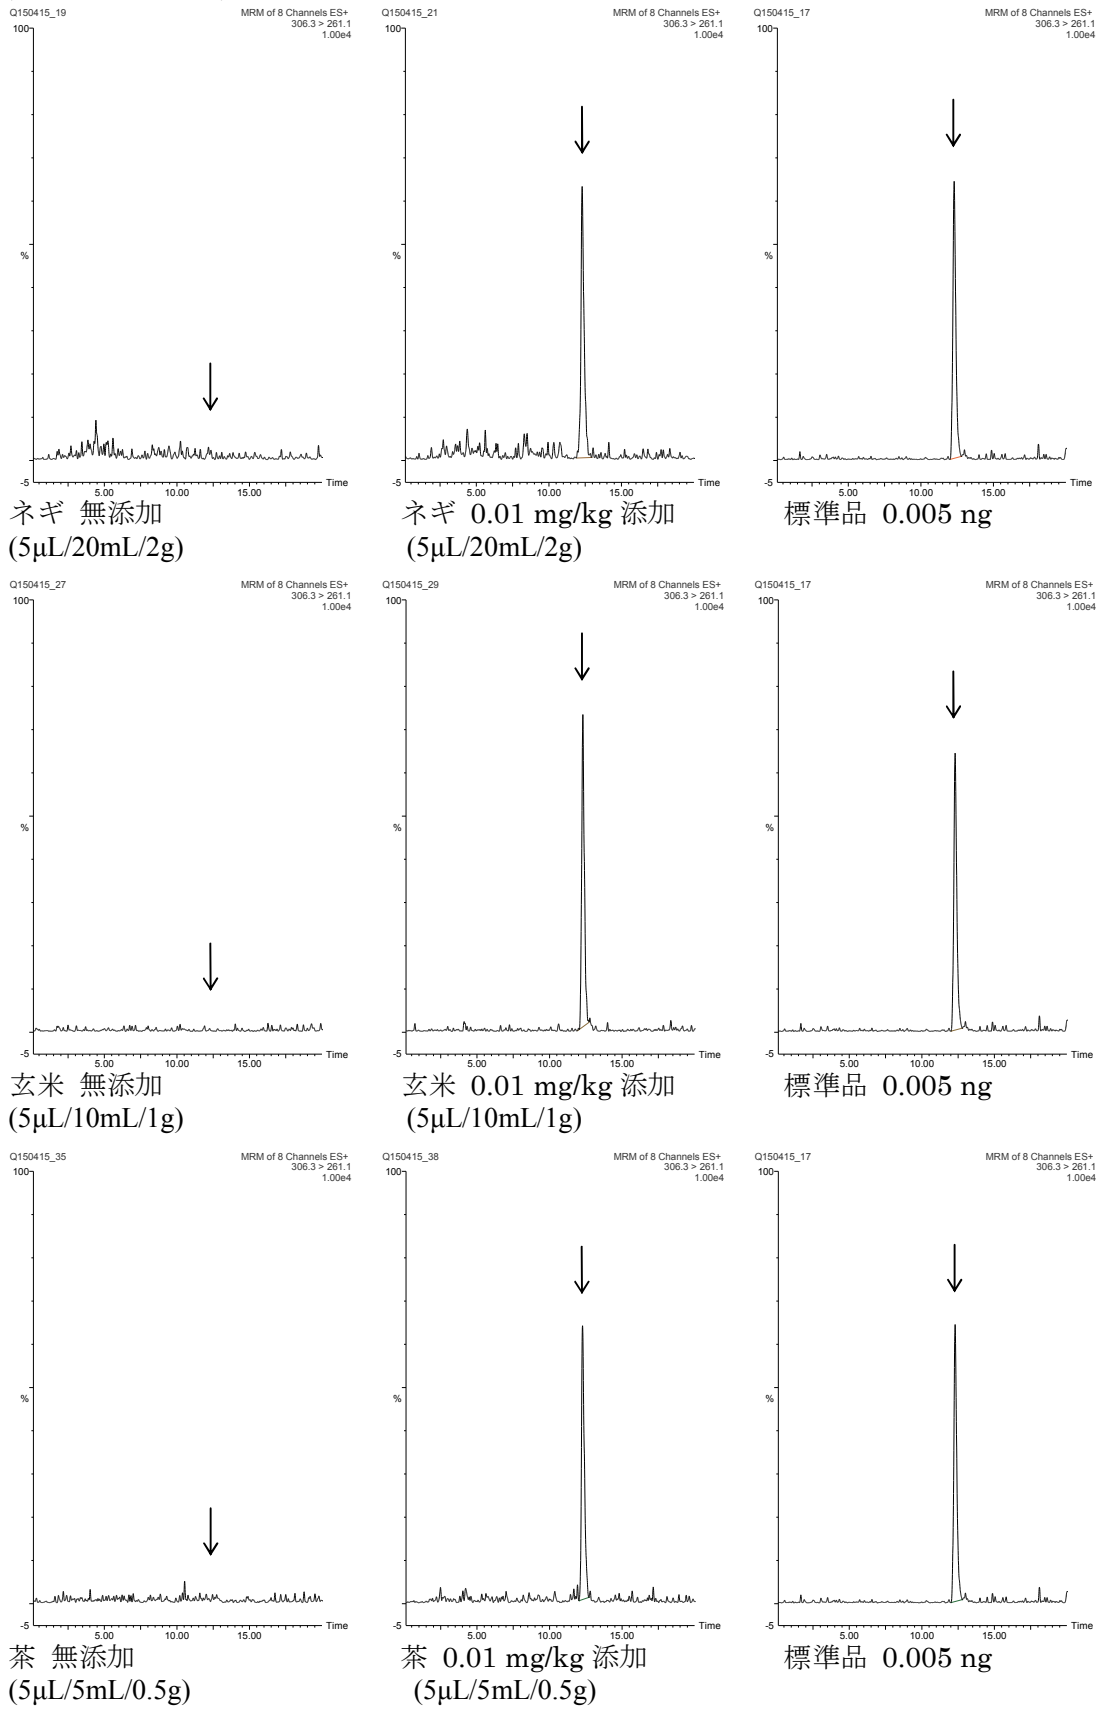 Q150415_19
MRM of 8 Channels ES+
306.3 > 261.1
1.00e4
100
%
-5
5.00 10.00 15.00
Time
ネギ 無添加
(5μL/20mL/2g)
Q150415_21
MRM of 8 Channels ES+
306.3 > 261.1
1.00e4
100
%
-5
5.00 10.00 15.00
Time
ネギ 0.01 mg/kg 添加
(5μL/20mL/2g)
Q150415_17
MRM of 8 Channels ES+
306.3 > 261.1
1.00e4
100
%
-5
5.00 10.00 15.00
Time
標準品 0.005 ng
Q150415_27
MRM of 8 Channels ES+
306.3 > 261.1
1.00e4
100
%
-5
5.00 10.00 15.00
Time
玄米 無添加
(5μL/10mL/1g)
Q150415_29
MRM of 8 Channels ES+
306.3 > 261.1
1.00e4
100
%
-5
5.00 10.00 15.00
Time
玄米 0.01 mg/kg 添加
(5μL/10mL/1g)
Q150415_17
MRM of 8 Channels ES+
306.3 > 261.1
1.00e4
100
%
-5
5.00 10.00 15.00
Time
標準品 0.005 ng
Q150415_35
MRM of 8 Channels ES+
306.3 > 261.1
1.00e4
100
%
-5
5.00 10.00 15.00
Time
茶 無添加
(5μL/5mL/0.5g)
Q150415_38
MRM of 8 Channels ES+
306.3 > 261.1
1.00e4
100
%
-5
5.00 10.00 15.00
Time
茶 0.01 mg/kg 添加
(5μL/5mL/0.5g)
Q150415_17
MRM of 8 Channels ES+
306.3 > 261.1
1.00e4
100
%
-5
5.00 10.00 15.00
Time
標準品 0.005 ng